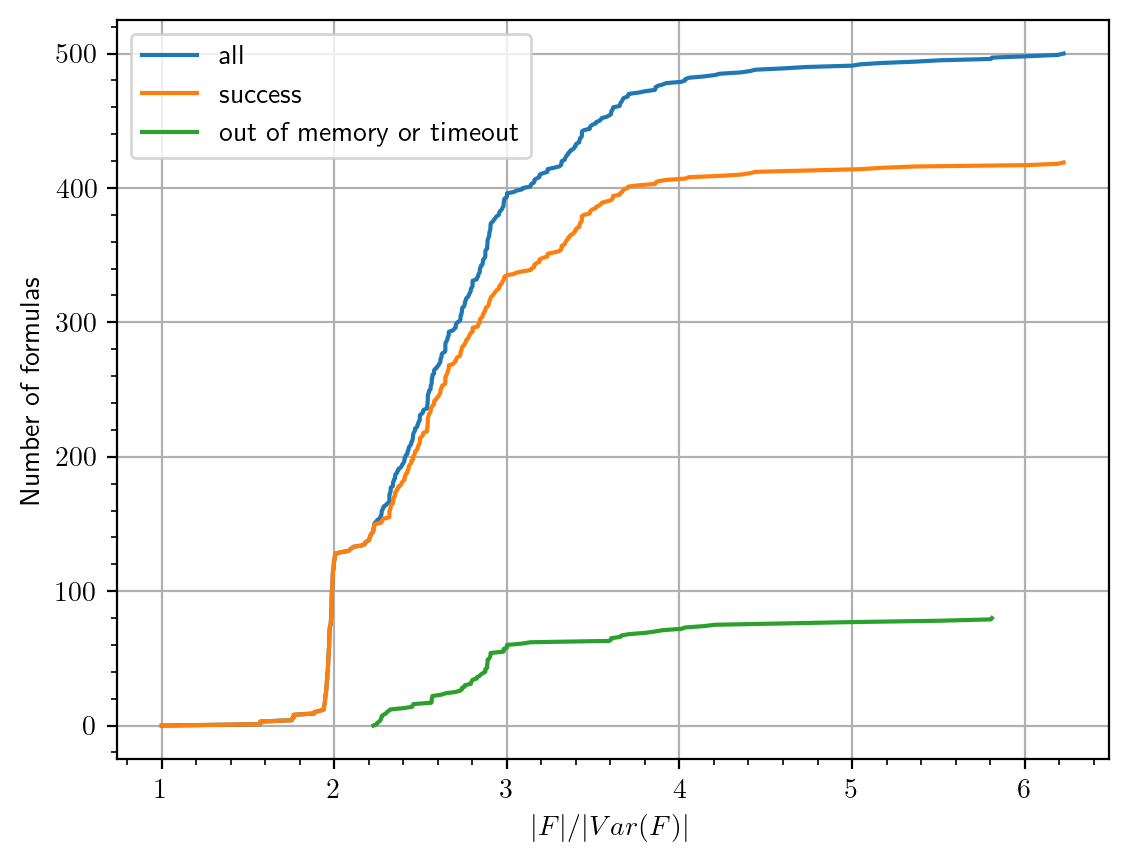 all
success
out of memory or timeout
Number of formulas
500
400
300
200
100
0
1 2 3 4 5 6
|F|/|Var(F)|